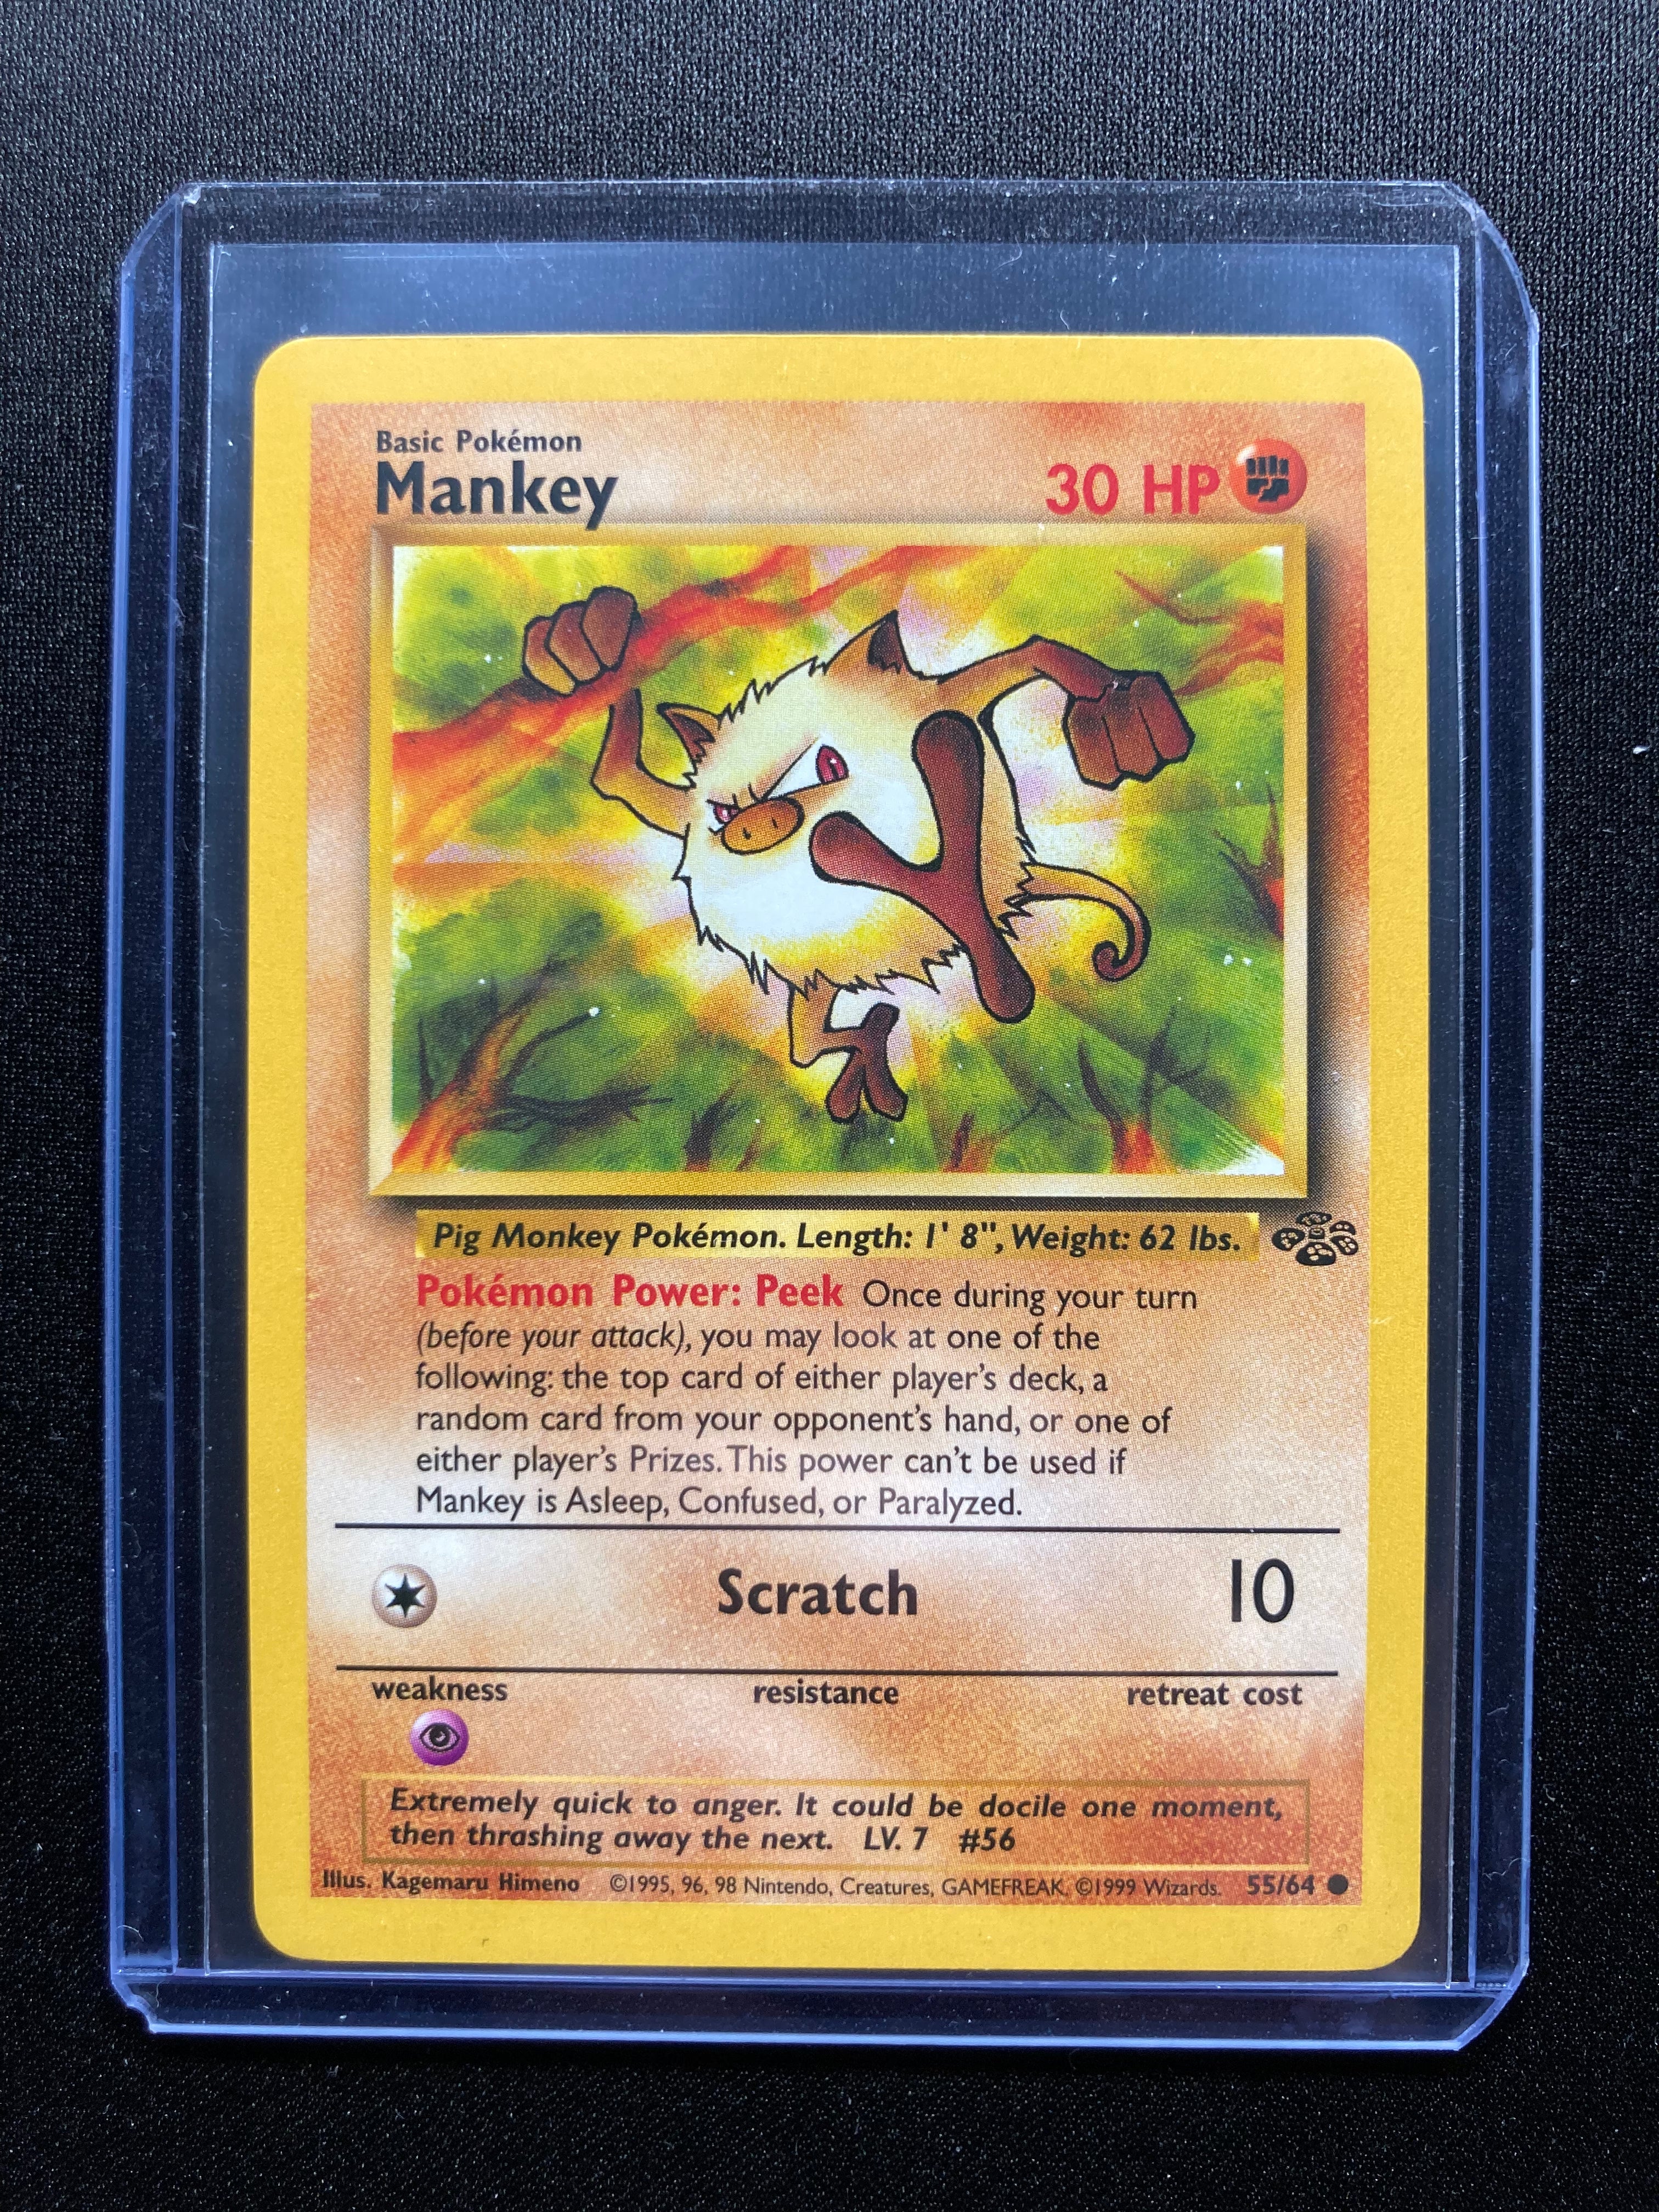 Basic Pokémon
Mankey
30 HP
Pig Monkey Pokémon. Length: 1' 8", Weight: 62 lbs.
Pokémon Power: Peek Once during your turn
(before your attack), you may look at one of the
following: the top card of either player's deck, a
random card from your opponent's hand, or one of
either player's Prizes. This power can't be used if
Mankey is Asleep, Confused, or Paralyzed.
Scratch 10
weakness resistance retreat cost
Extremely quick to anger. It could be docile one moment,
then thrashing away the next. LV. 7 #56
Illus. Kagemaru Himeno ©1995, 96, 98 Nintendo, Creatures, GAMEFREAK. ©1999 Wizards. 55/64